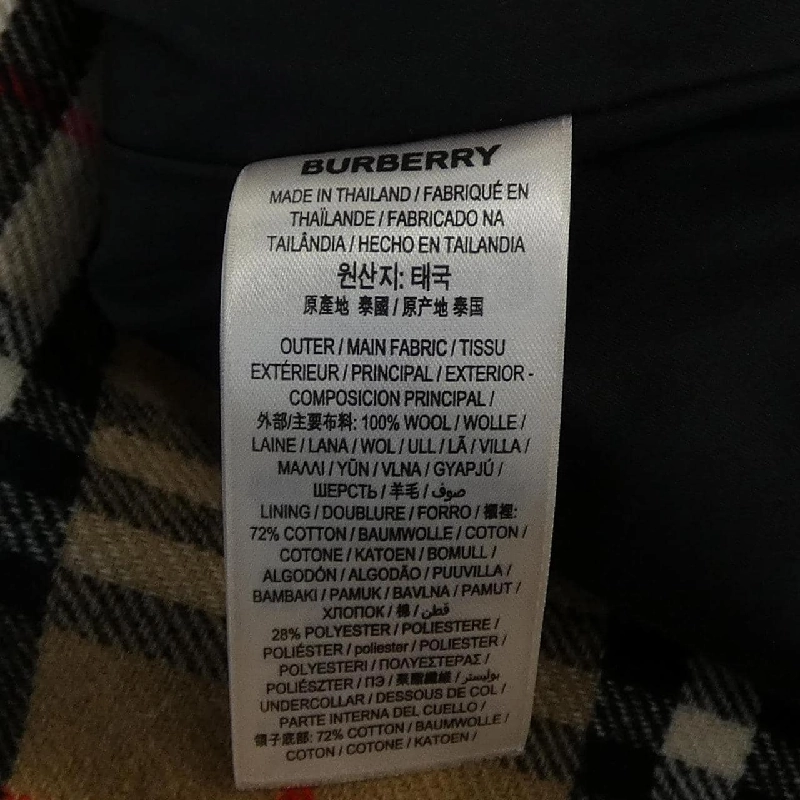 BURBERRY
MADE IN THAILAND / FABRIQUÉ EN
THAÏLANDE / FABRICADO NA
TAILÂNDIA / HECHO EN TAILANDIA
원산지: 태국
原產地 泰國 / 原产地 泰国
OUTER / MAIN FABRIC / TISSU
EXTÉRIEUR / PRINCIPAL / EXTERIOR -
COMPOSICION PRINCIPAL /
外部/主要布料: 100% WOOL / WOLLE /
LAINE / LANA / WOL / ULL / LÃ / VILLA /
ΜΑΛΛΙ / YÜN / VLNA / GYAPJÚ /
ШЕРСТЬ / 羊毛 / صوف
LINING / DOUBLURE / FORRO / 襯裡:
72% COTTON / BAUMWOLLE / COTON /
COTONE / KATOEN / BOMULL /
ALGODÓN / ALGODÃO / PUUVILLA /
BAMBAKI / PAMUK / BAVLNA / PAMUT /
ХЛОПОК / 棉 / قطن
28% POLYESTER / POLIESTERE /
POLIÉSTER / poliester / POLIESTER /
POLYESTERI / ΠΟΛΥΕΣΤΕΡΑΣ /
POLIÉSZTER / ПЭ / 聚酯纖維 / بوليستر
UNDERCOLLAR / DESSOUS DE COL /
PARTE INTERNA DEL CUELLO /
領子底部: 72% COTTON / BAUMWOLLE /
COTON / COTONE / KATOEN /